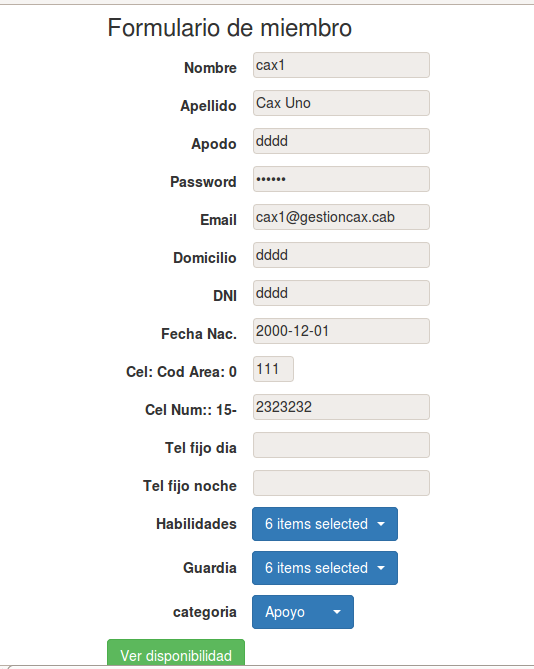 Formulario de miembro
Nombre cax1
Apellido Cax Uno
Apodo dddd
Password ••••••
Email cax1@gestioncax.cab
Domicilio dddd
DNI dddd
Fecha Nac. 2000-12-01
Cel: Cod Area: 0 111
Cel Num:: 15- 2323232
Tel fijo dia
Tel fijo noche
Habilidades 6 items selected
Guardia 6 items selected
categoria Apoyo
Ver disponibilidad